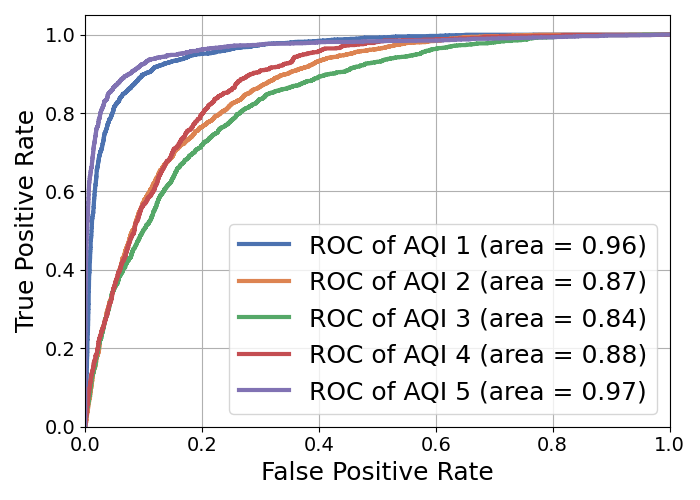 1.0
0.8
0.6
0.4
0.2
0.0
True Positive Rate
ROC of AQI 1 (area = 0.96)
ROC of AQI 2 (area = 0.87)
ROC of AQI 3 (area = 0.84)
ROC of AQI 4 (area = 0.88)
ROC of AQI 5 (area = 0.97)
0.0 0.2 0.4 0.6 0.8 1.0
False Positive Rate